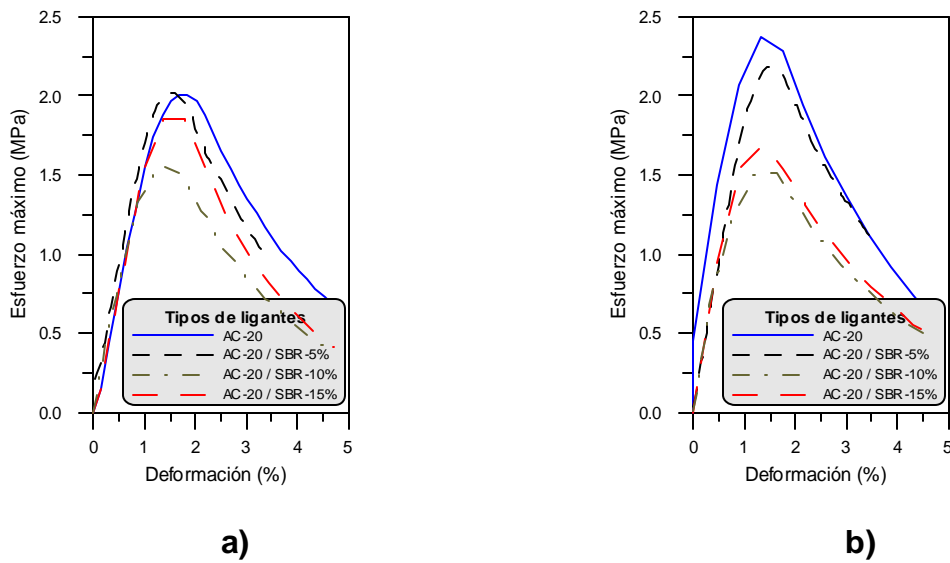 2.5
2.0
1.5
1.0
0.5
0.0
Esfuerzo máximo (MPa)
Tipos de ligantes
AC-20
AC-20 / SBR-5%
AC-20 / SBR-10%
AC-20 / SBR-15%
0 1 2 3 4 5
Deformación (%)
a)
2.5
2.0
1.5
1.0
0.5
0.0
Esfuerzo máximo (MPa)
Tipos de ligantes
AC-20
AC-20 / SBR-5%
AC-20 / SBR-10%
AC-20 / SBR-15%
0 1 2 3 4 5
Deformación (%)
b)